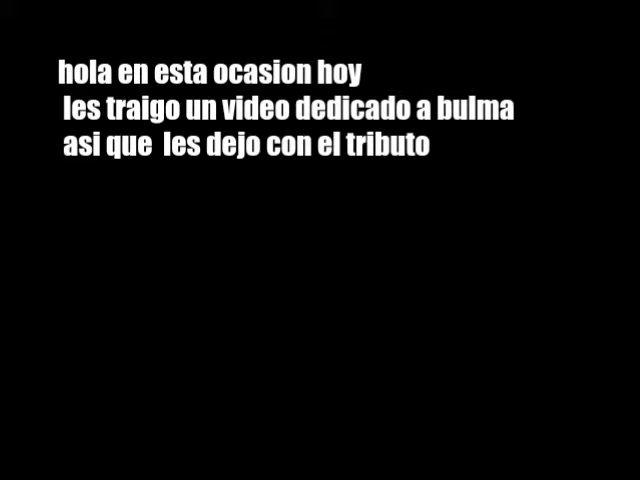 hola en esta ocasion hoy
les traigo un video dedicado a bulma
asi que les dejo con el tributo